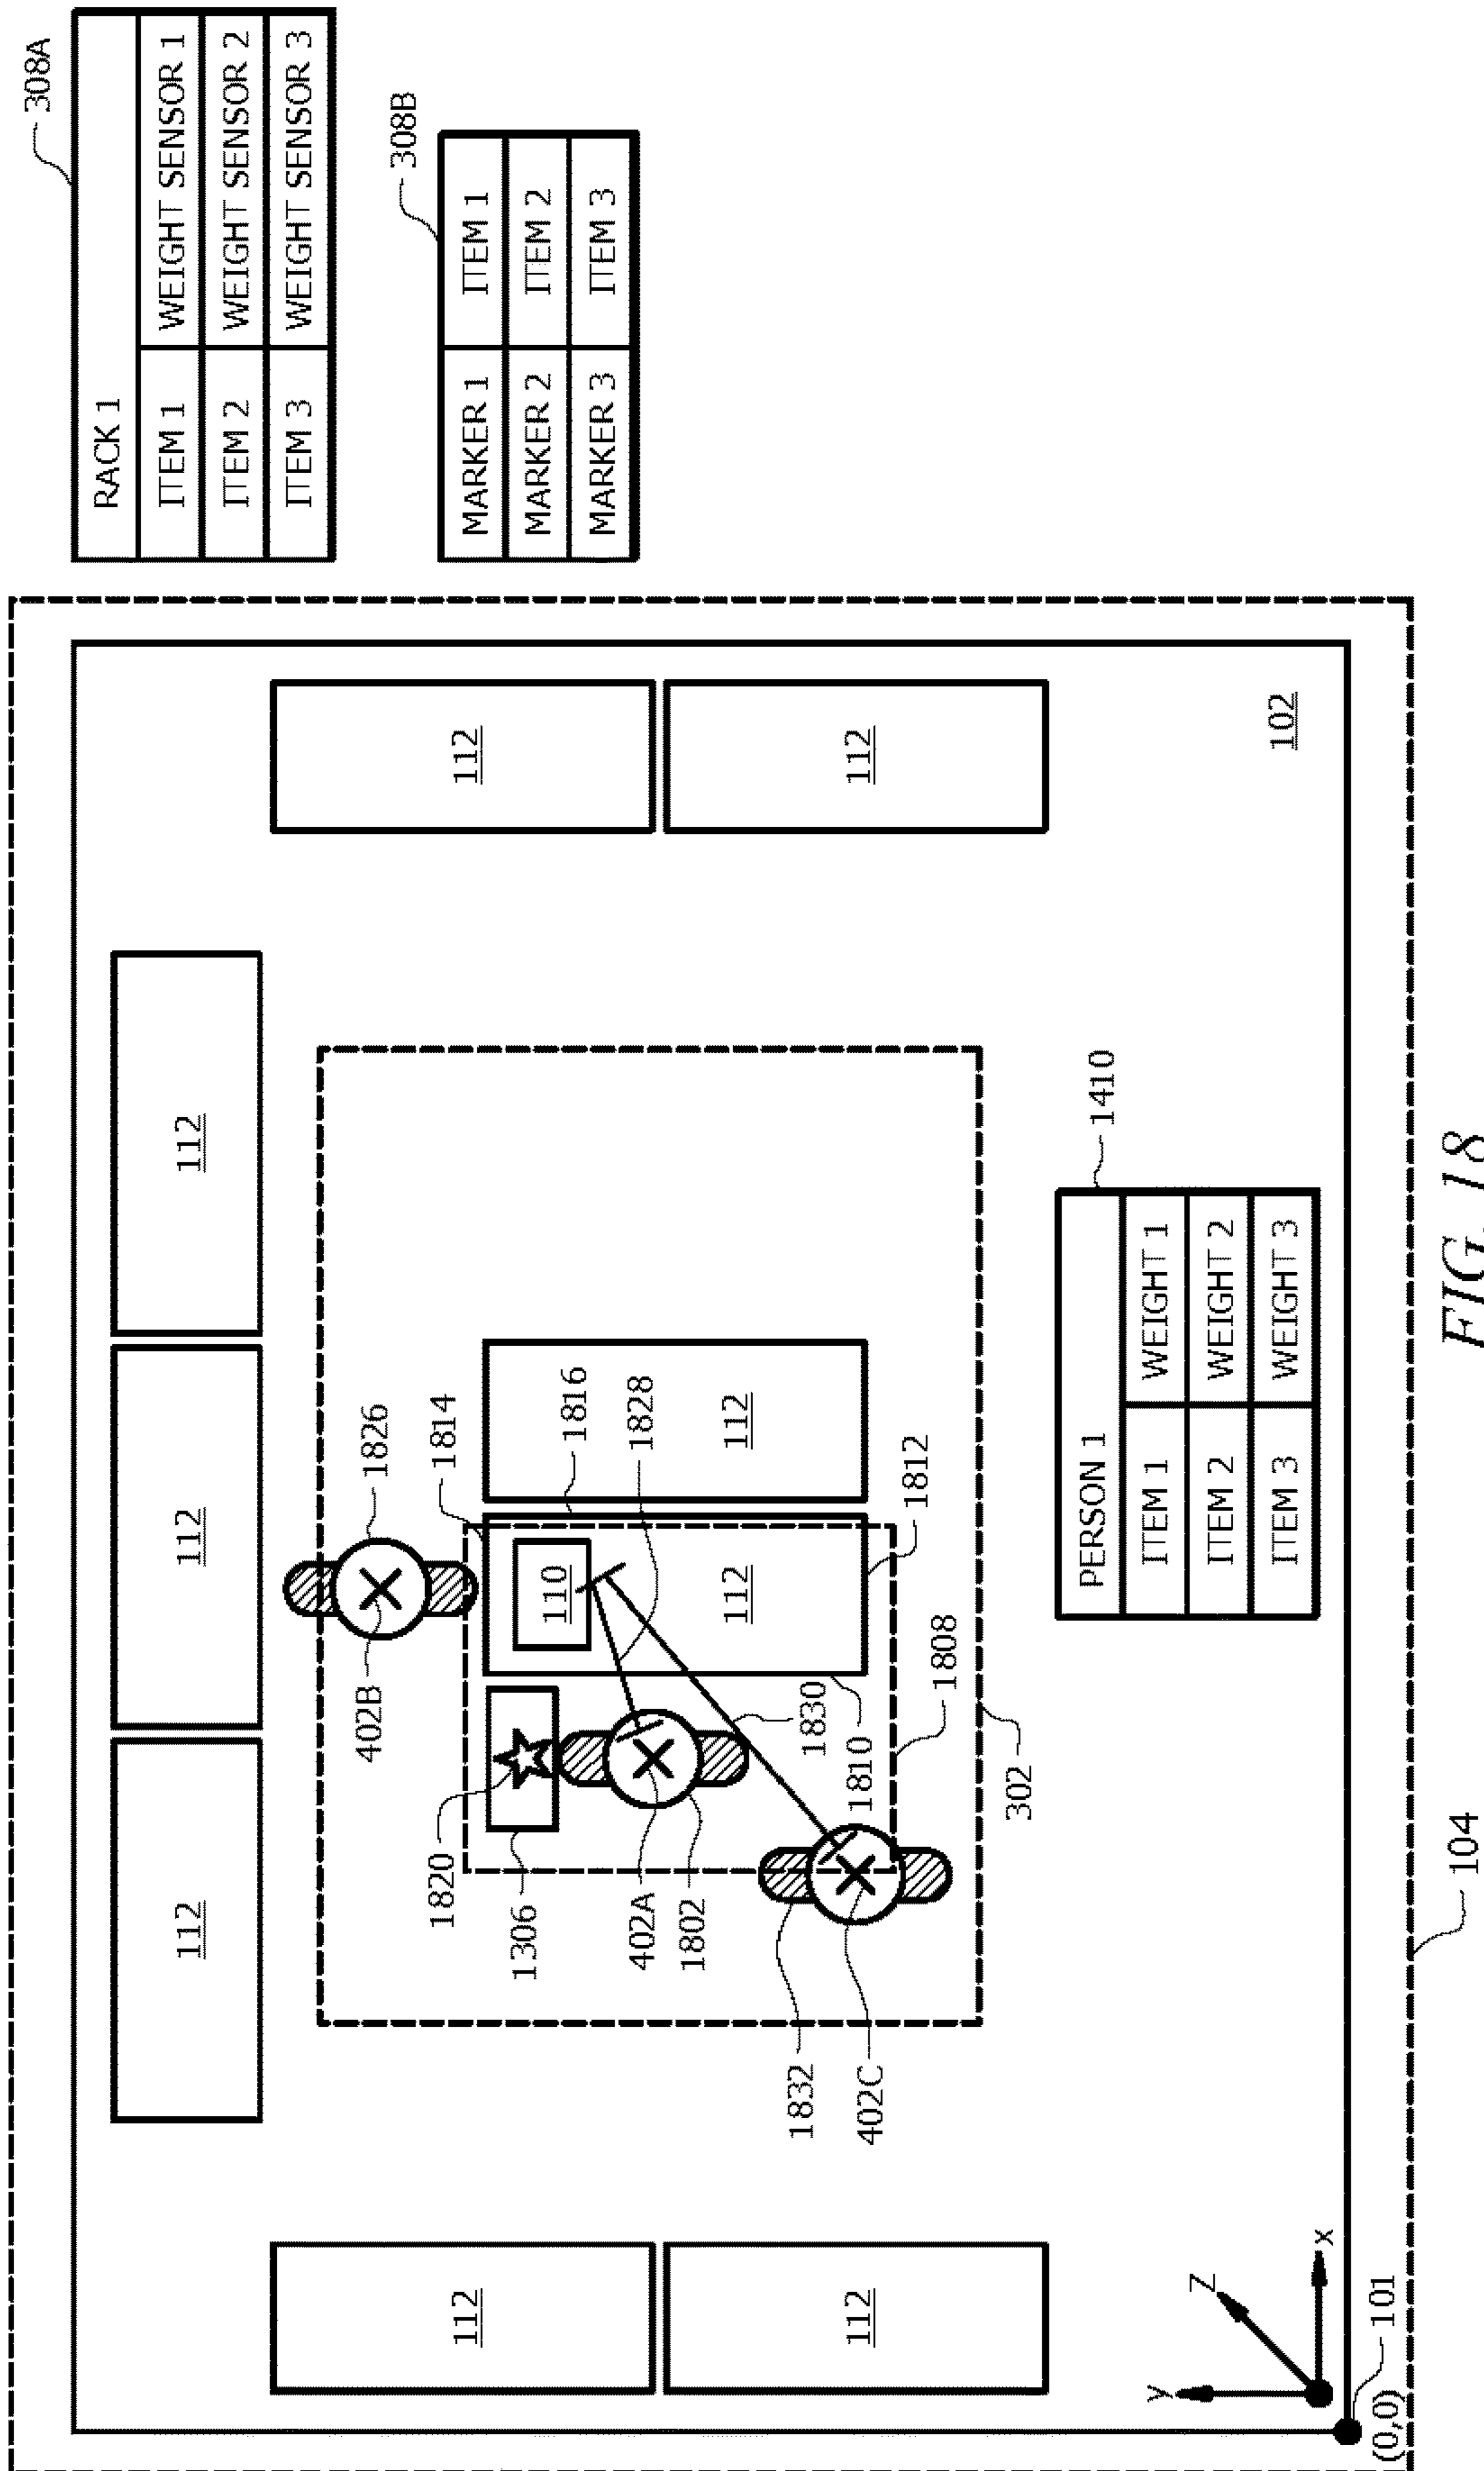 308A
RACK 1
ITEM 1 WEIGHT SENSOR 1
ITEM 2 WEIGHT SENSOR 2
ITEM 3 WEIGHT SENSOR 3
308B
MARKER 1 ITEM 1
MARKER 2 ITEM 2
MARKER 3 ITEM 3
112
112
112
112
112
112
112
402B
1826
1814
1816
1828
1820
1306
402A
1802
110
112
112
1832
402C
1830
1810
1808
1812
302
1410
PERSON 1
ITEM 1 WEIGHT 1
ITEM 2 WEIGHT 2
ITEM 3 WEIGHT 3
102
y
Z
x
(0,0)
101
104
FIG. 18